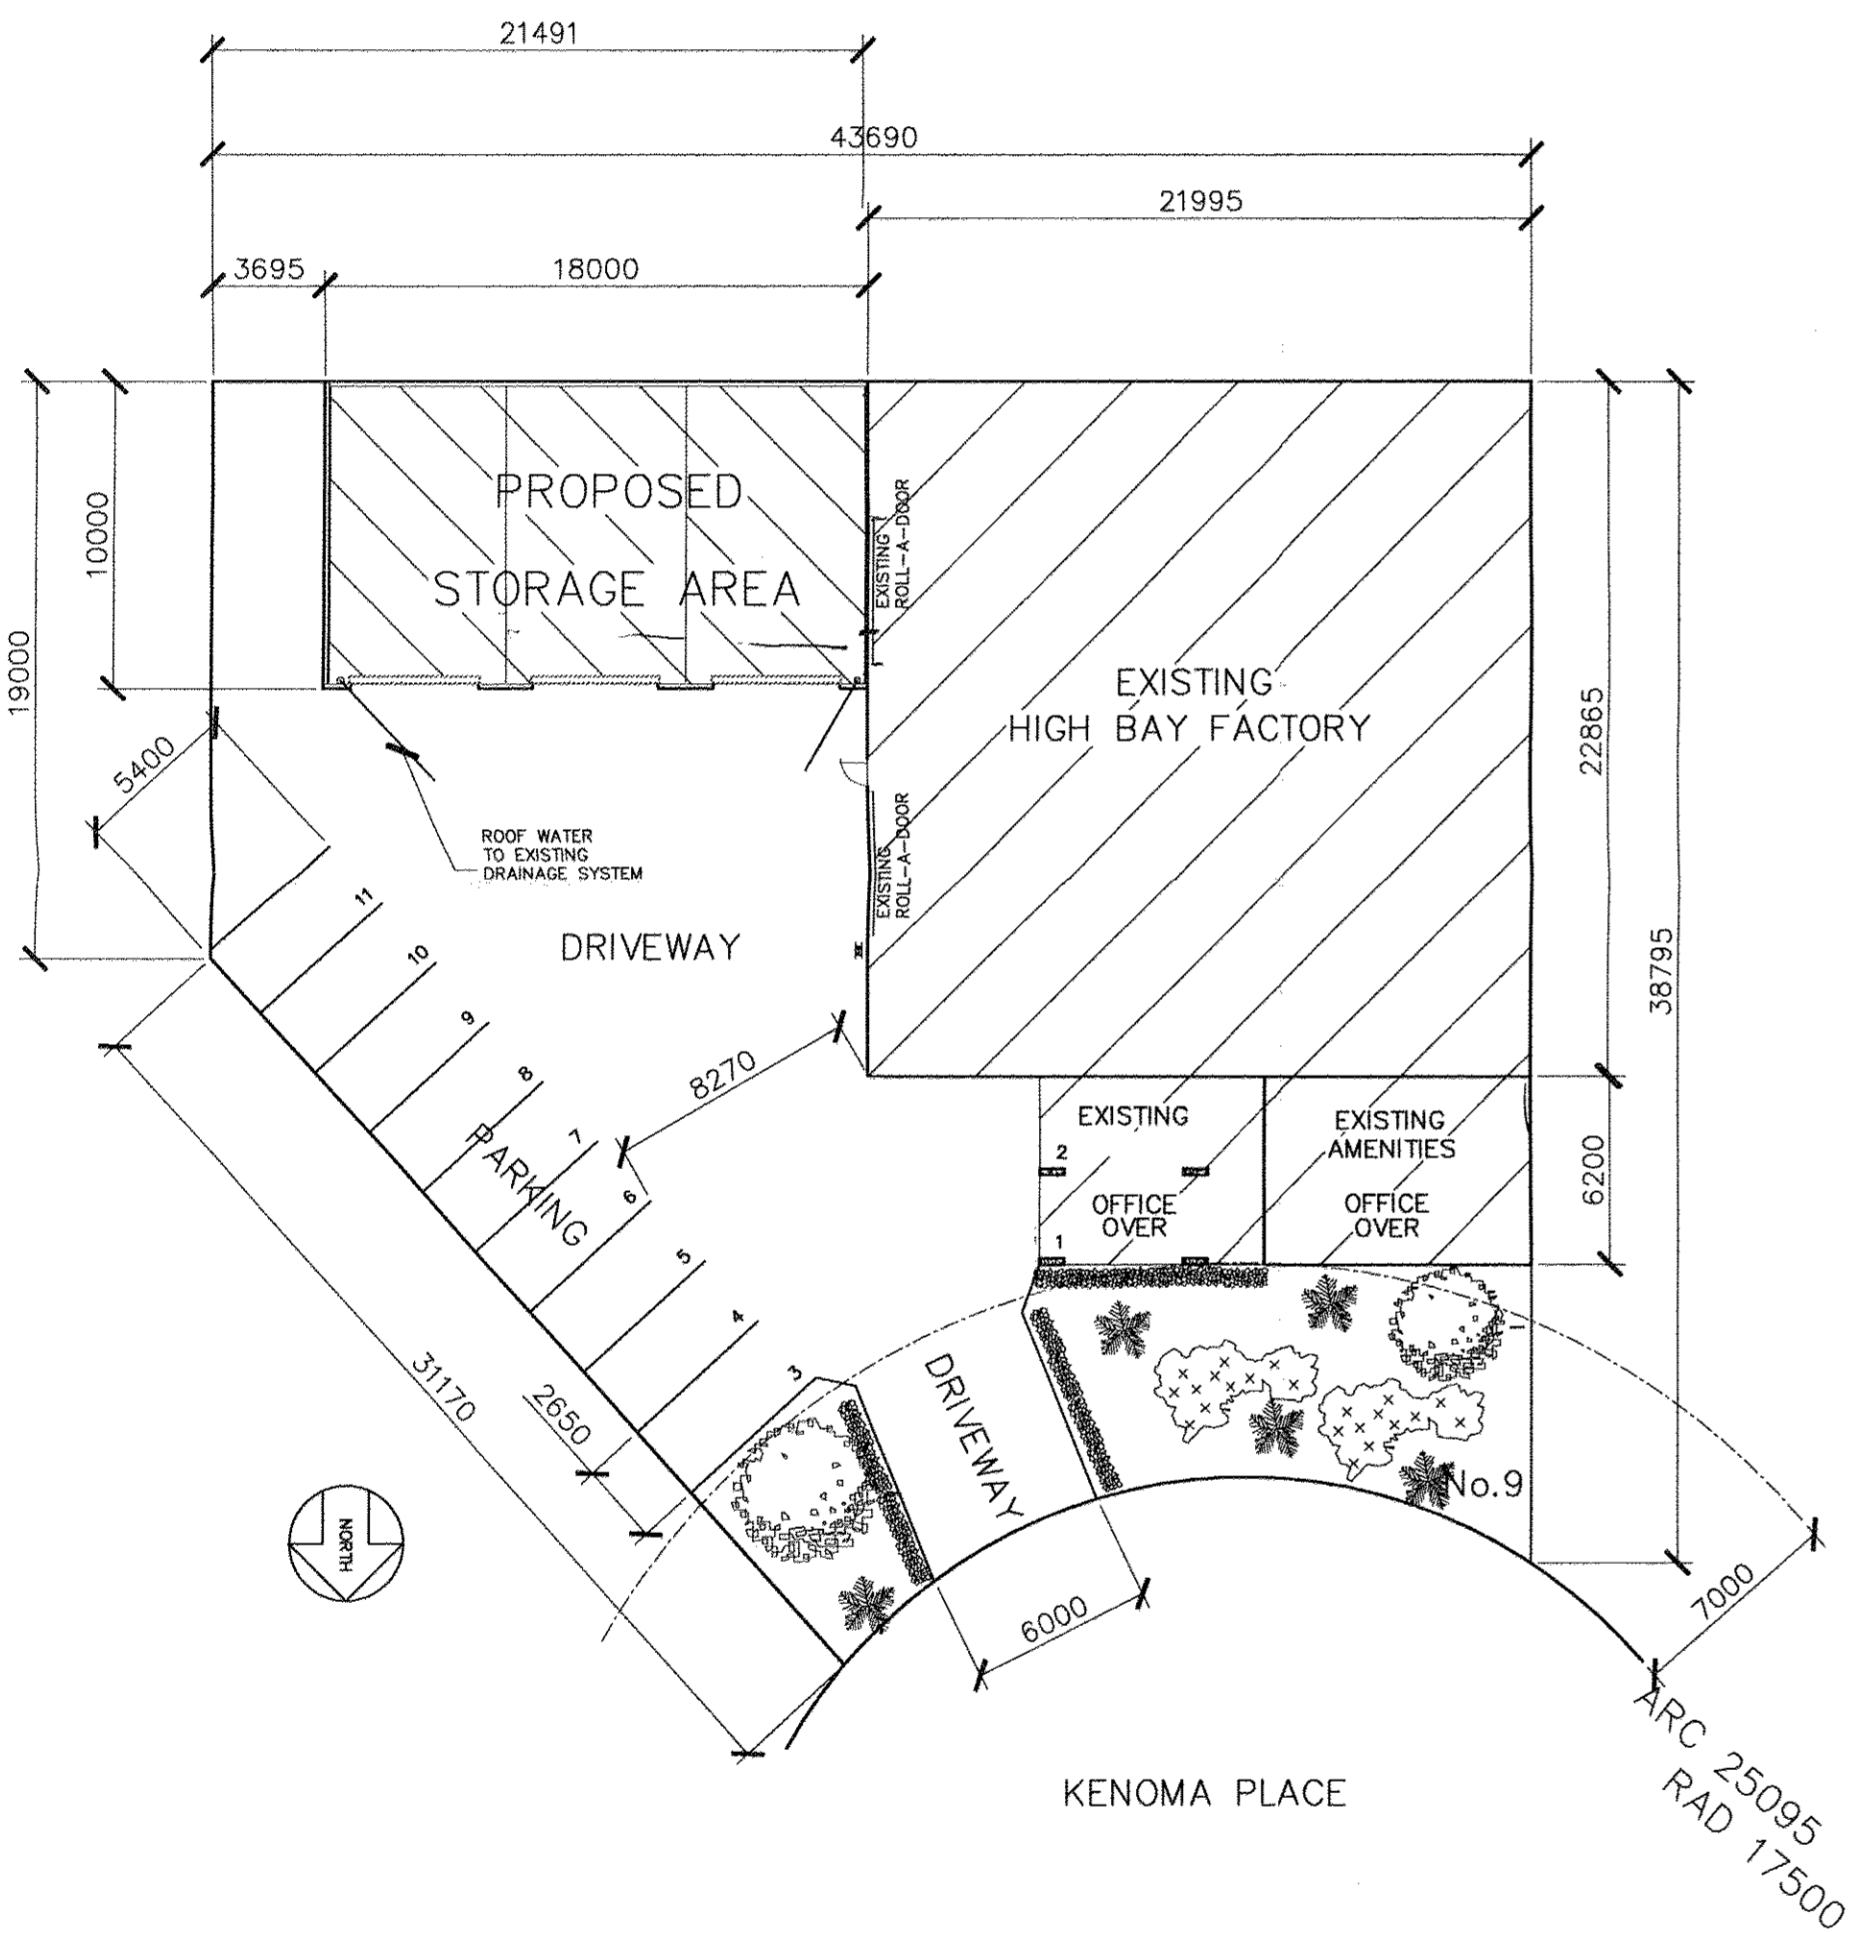 21491
43690
21995
3695
18000
10000
19000
5400
PROPOSED
STORAGE AREA
EXISTING
ROLL-A-DOOR
EXISTING
HIGH BAY FACTORY
22865
38795
ROOF WATER
TO EXISTING
DRAINAGE SYSTEM
EXISTING
ROLL-A-DOOR
DRIVEWAY
11
10
9
8
7
6
5
4
3
PARKING
8270
EXISTING
2
OFFICE
OVER
1
EXISTING
AMENITIES
OFFICE
OVER
6200
31170
2650
DRIVEWAY
No.9
NORTH
6000
7000
ARC 25095
RAD 17500
KENOMA PLACE